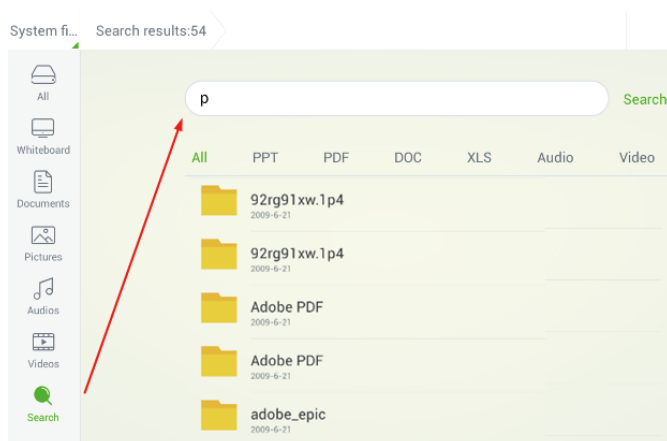 System fi... Search results:54
All
Whiteboard
Documents
Pictures
Audios
Videos
Search
p Search
All PPT PDF DOC XLS Audio Video
92rg91xw.1p4
2009-6-21
92rg91xw.1p4
2009-6-21
Adobe PDF
2009-6-21
Adobe PDF
2009-6-21
adobe_epic
2009-6-21